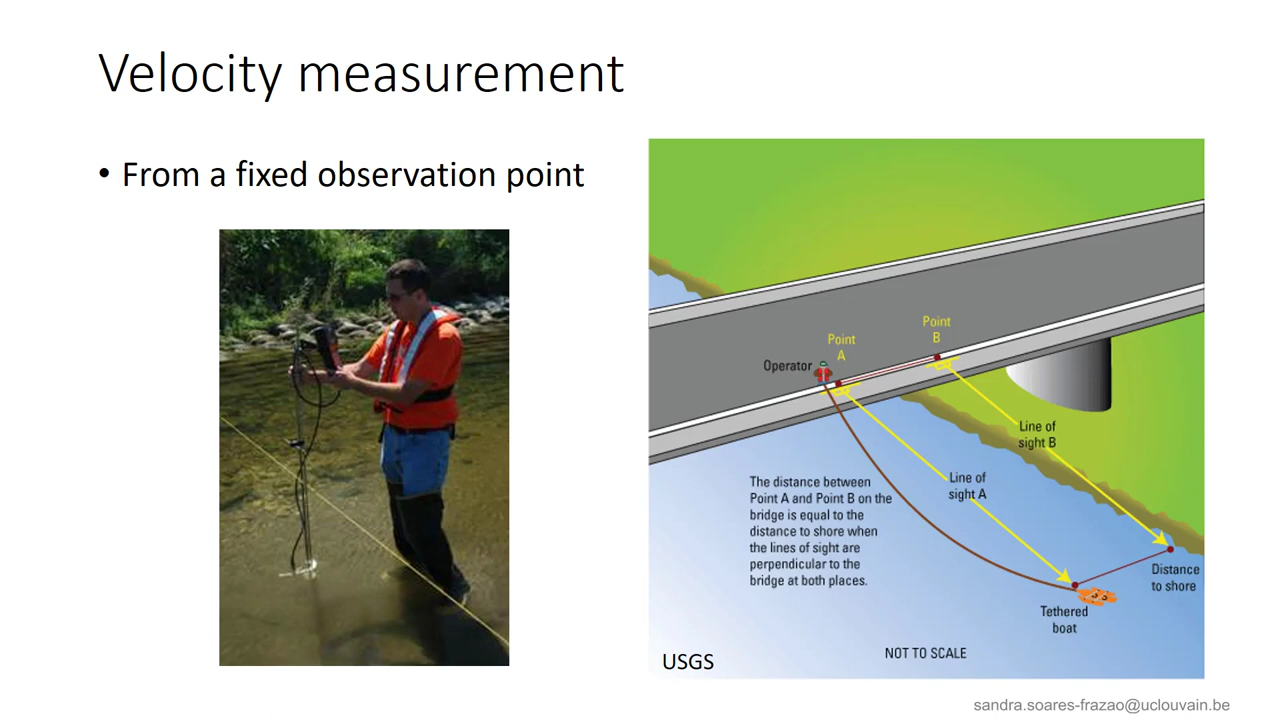 Velocity measurement
• From a fixed observation point
Point
A
Point
B
Operator
Line of
sight B
Line of
sight A
The distance between
Point A and Point B on the
bridge is equal to the
distance to shore when
the lines of sight are
perpendicular to the
bridge at both places.
Distance
to shore
Tethered
boat
NOT TO SCALE
USGS
sandra.soares-frazao@uclouvain.be